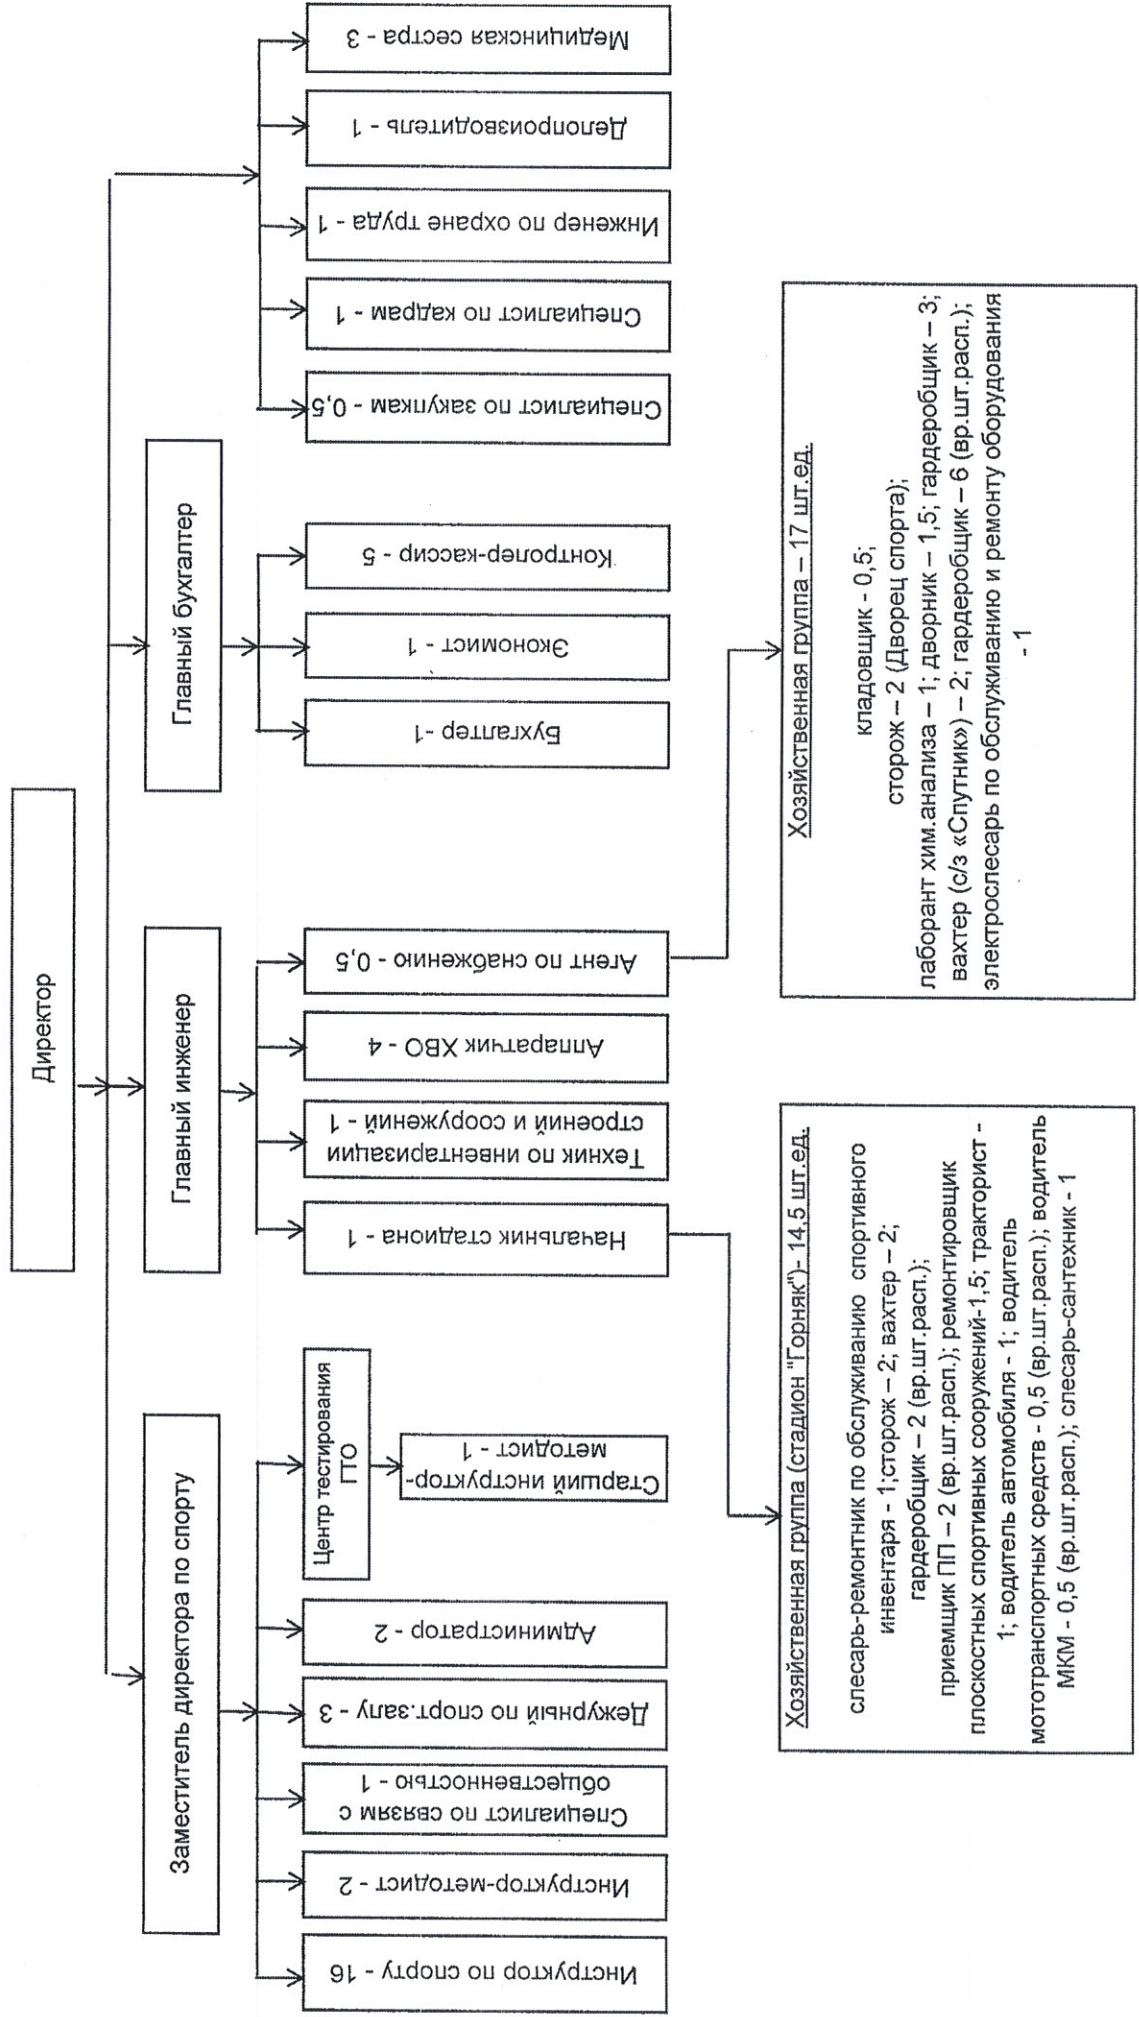 Директор
Заместитель директора по спорту
Главный инженер
Главный бухгалтер
Инструктор по спорту - 16
Инструктор-методист - 2
Специалист по связям с
общественностью - 1
Дежурный по спорт.залу - 3
Администратор - 2
Центр тестирования
ГТО
Старший инструктор-
методист - 1
Начальник стадиона - 1
Техник по инвентаризации
строений и сооружений - 1
Аппаратчик ХВО - 4
Агент по снабжению - 0,5
Бухгалтер -1
Экономист - 1
Контролер-кассир - 5
Специалист по закупкам - 0,5
Специалист по кадрам - 1
Инженер по охране труда - 1
Делопроизводитель - 1
Медицинская сестра - 3
Хозяйственная группа (стадион "Горняк")- 14,5 шт.ед.
слесарь-ремонтник по обслуживанию спортивного
инвентаря - 1;сторож – 2; вахтер – 2;
гардеробщик – 2 (вр.шт.расп.);
приемщик ПП – 2 (вр.шт.расп.); ремонтировщик
плоскостных спортивных сооружений-1,5; тракторист -
1; водитель автомобиля - 1; водитель
мототранспортных средств - 0,5 (вр.шт.расп.); водитель
МКМ - 0,5 (вр.шт.расп.); слесарь-сантехник - 1
Хозяйственная группа – 17 шт.ед.
кладовщик - 0,5;
сторож – 2 (Дворец спорта);
лаборант хим.анализа – 1; дворник – 1,5; гардеробщик – 3;
вахтер (с/з «Спутник») – 2; гардеробщик – 6 (вр.шт.расп.);
электрослесарь по обслуживанию и ремонту оборудования
- 1